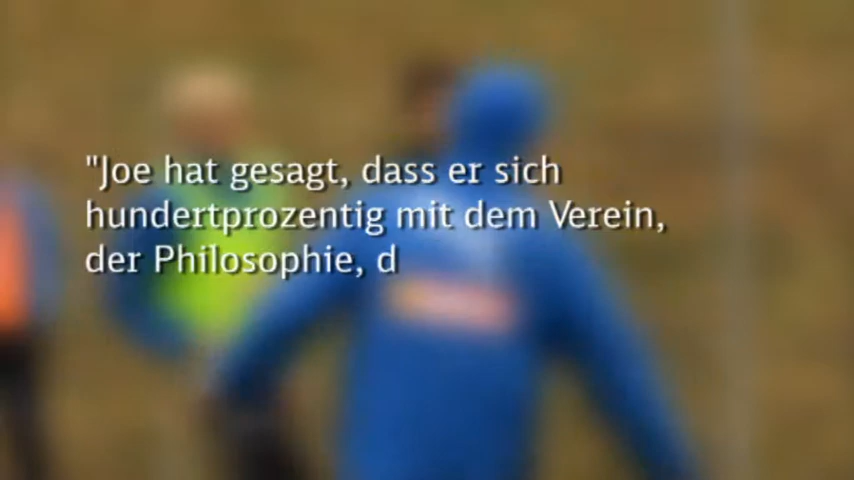 "Joe hat gesagt, dass er sich
hundertprozentig mit dem Verein,
der Philosophie, d